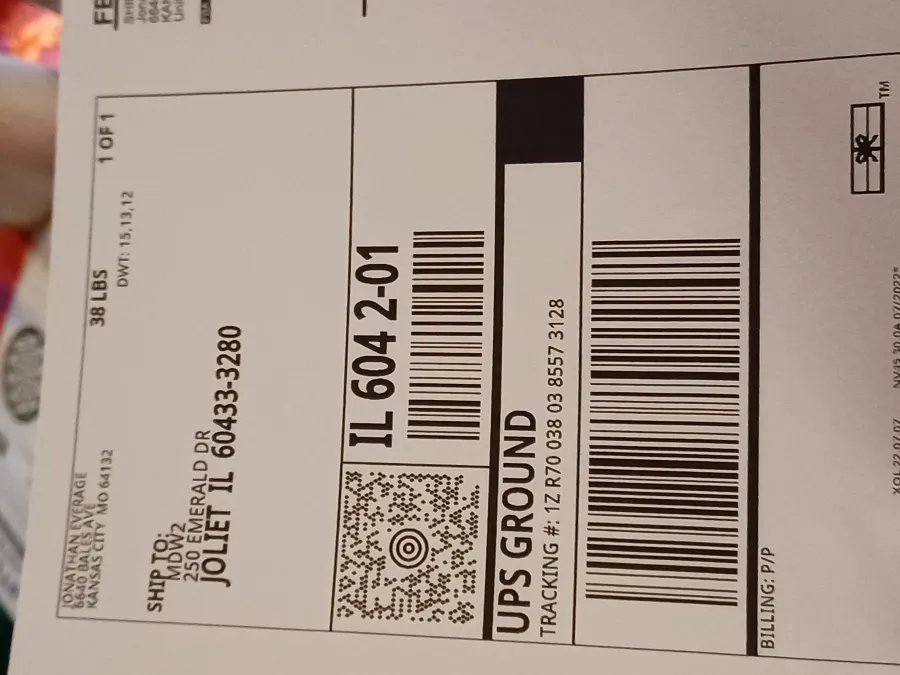 JONATHAN EVERAGE
6640 BALES AVE
KANSAS CITY MO 64132
38 LBS
1 OF 1
DWT: 15,13,12
SHIP TO:
MDW2
250 EMERALD DR
JOLIET IL 60433-3280
IL 604 2-01
UPS GROUND
TRACKING #: 1Z R70 038 03 8557 3128
BILLING: P/P
TM